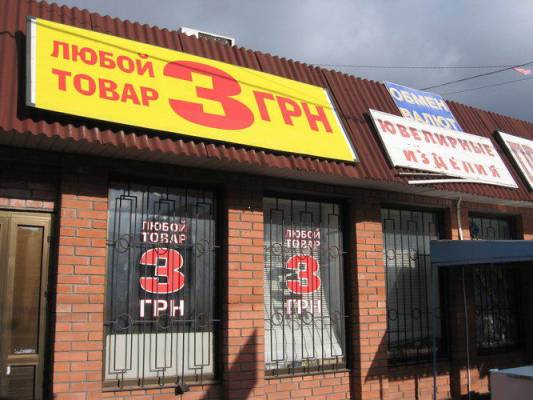 ЛЮБОЙ
ТОВАР
3 ГРН
ОБМЕН
ВАЛЮТ
ЮВЕЛИРНЫЕ
ИЗДЕЛИЯ
ЛЮБОЙ
ТОВАР
3
ГРН
ЛЮБОЙ
ТОВАР
3
ГРН